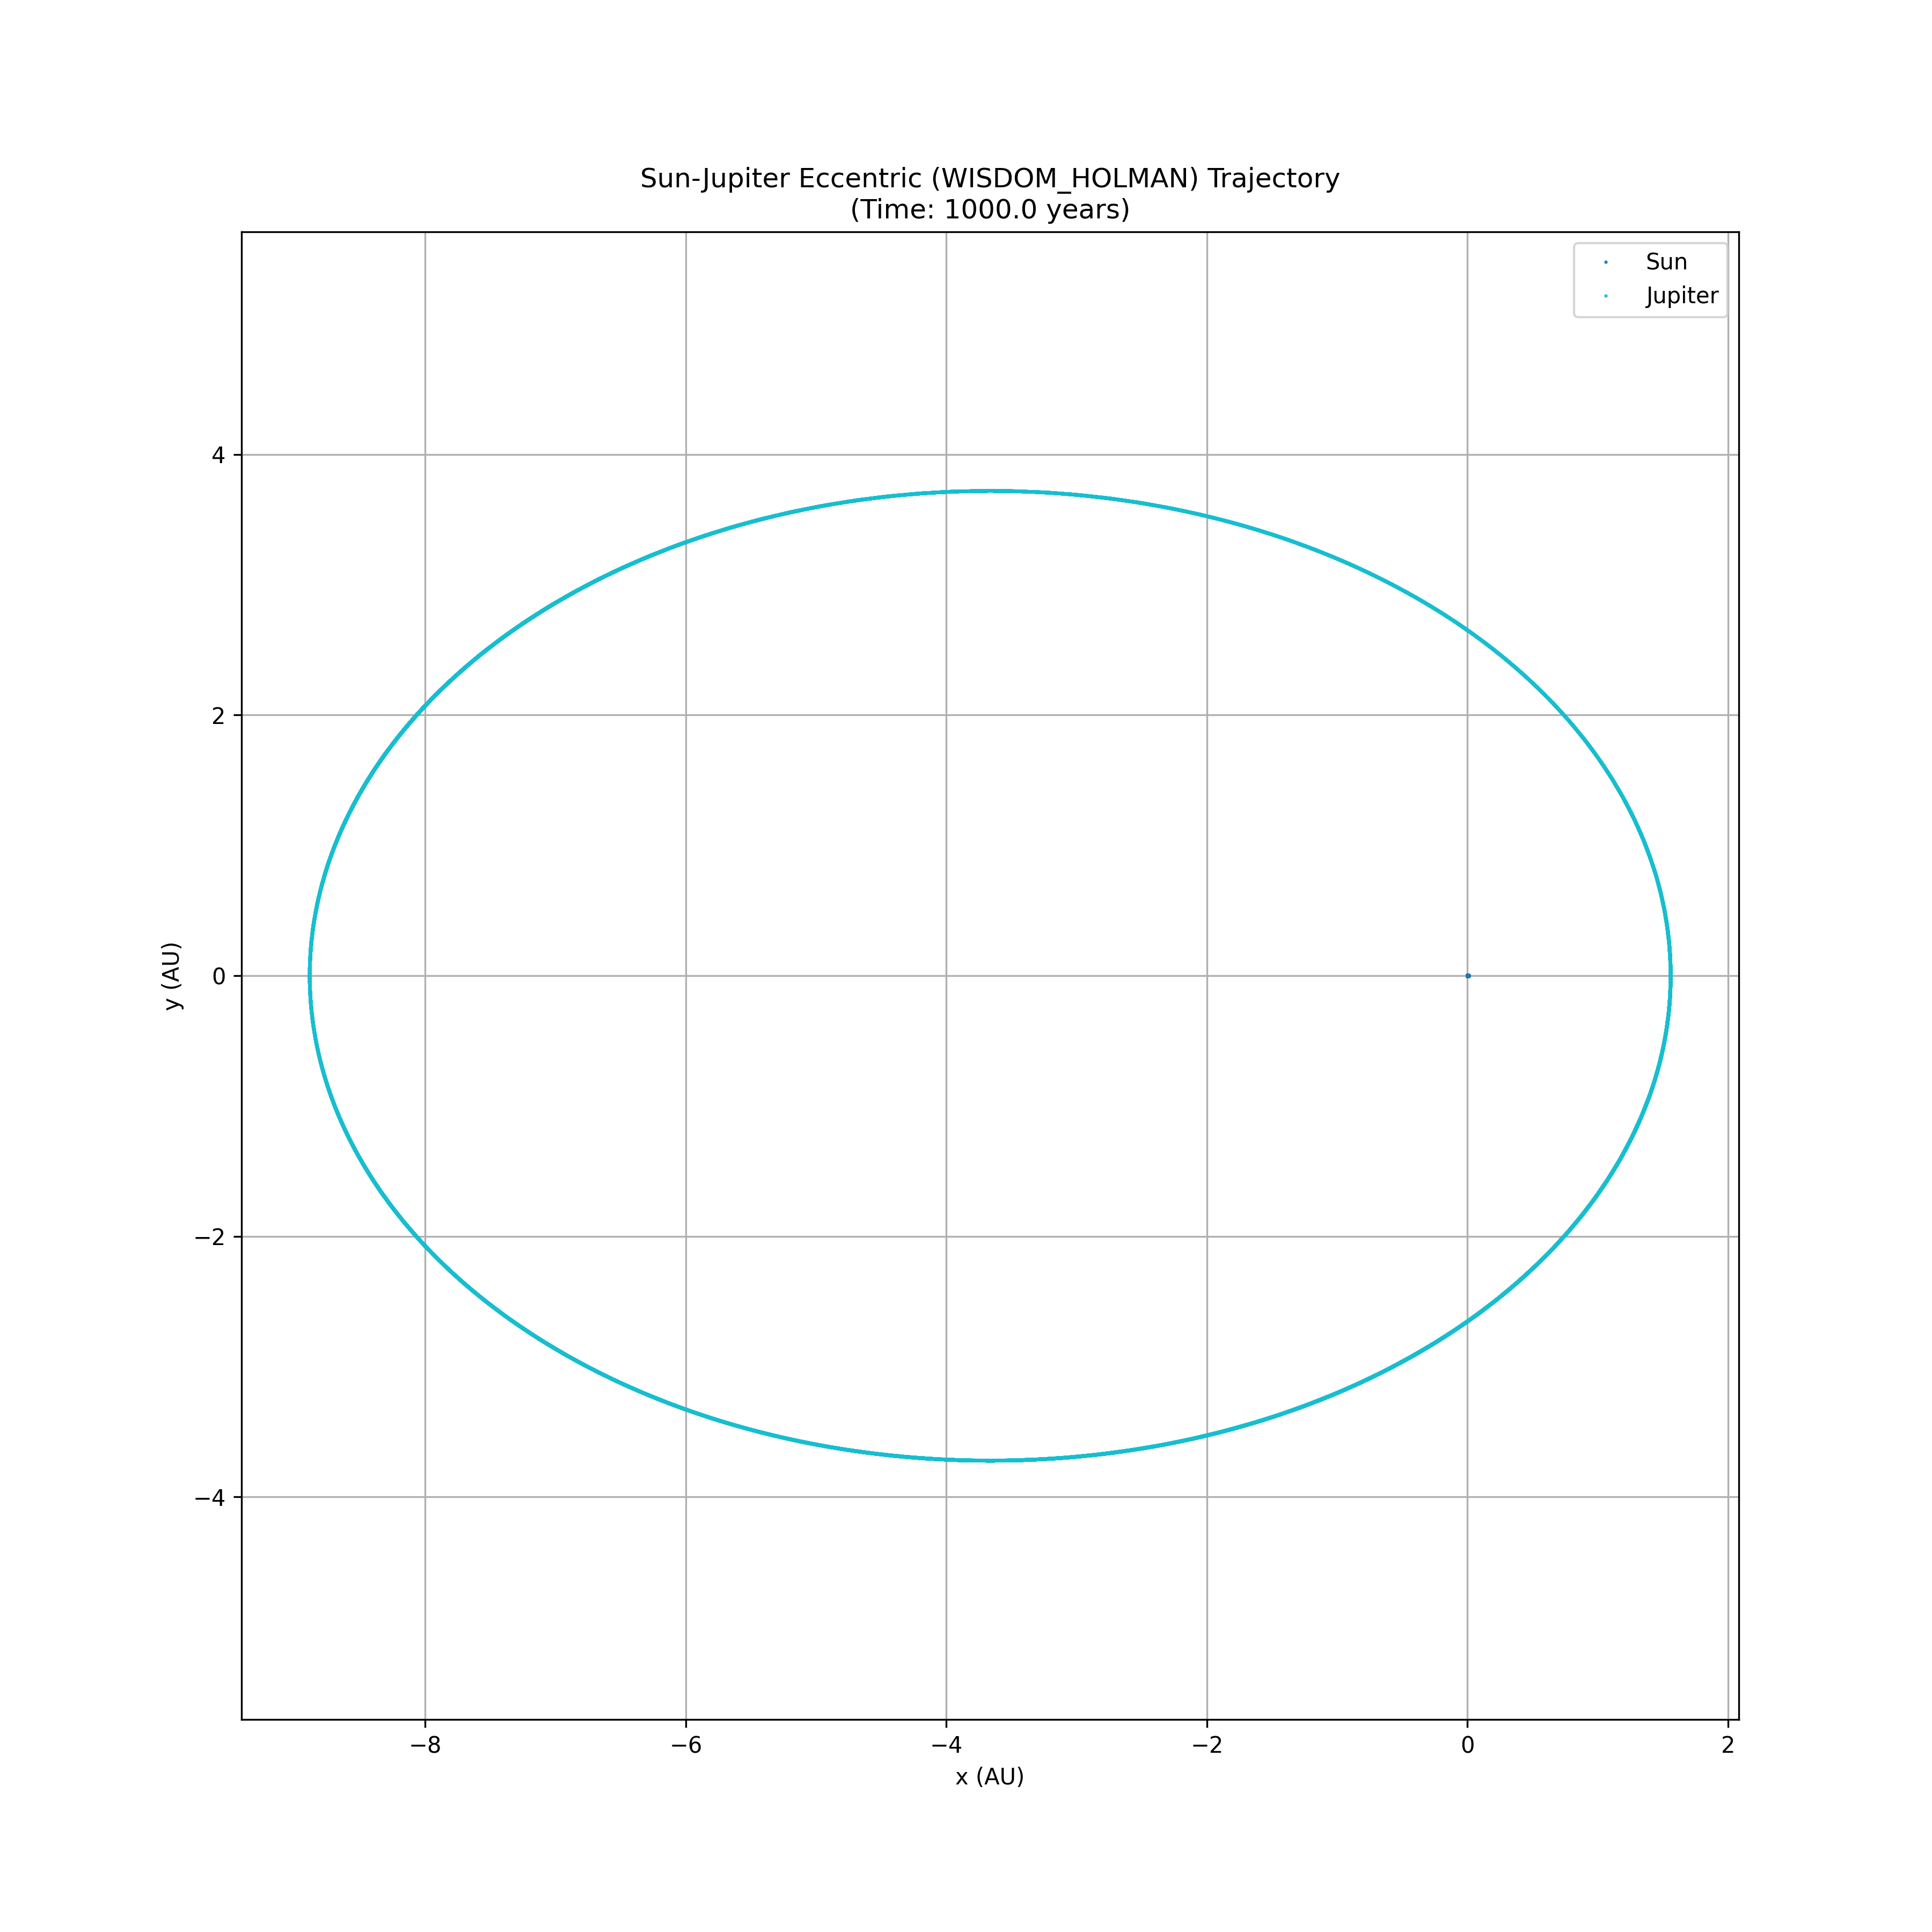 Sun-Jupiter Eccentric (WISDOM_HOLMAN) Trajectory
(Time: 1000.0 years)
Sun
Jupiter
4
2
0
−2
−4
y (AU)
−8 −6 −4 −2 0 2
x (AU)